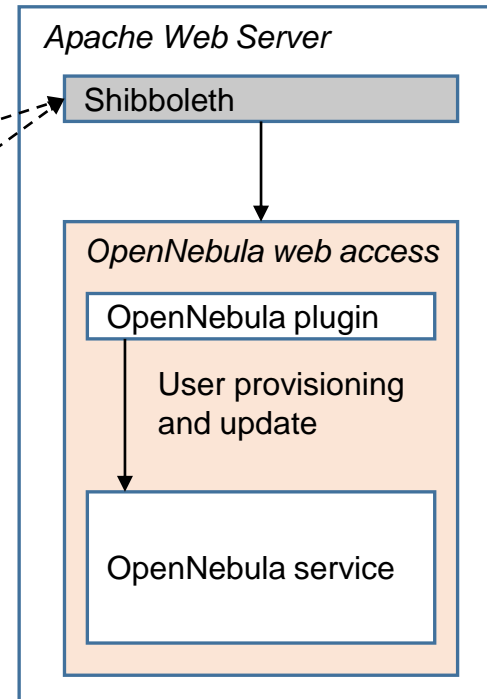 Apache Web Server
Shibboleth
OpenNebula web access
OpenNebula plugin
User provisioning
and update
OpenNebula service